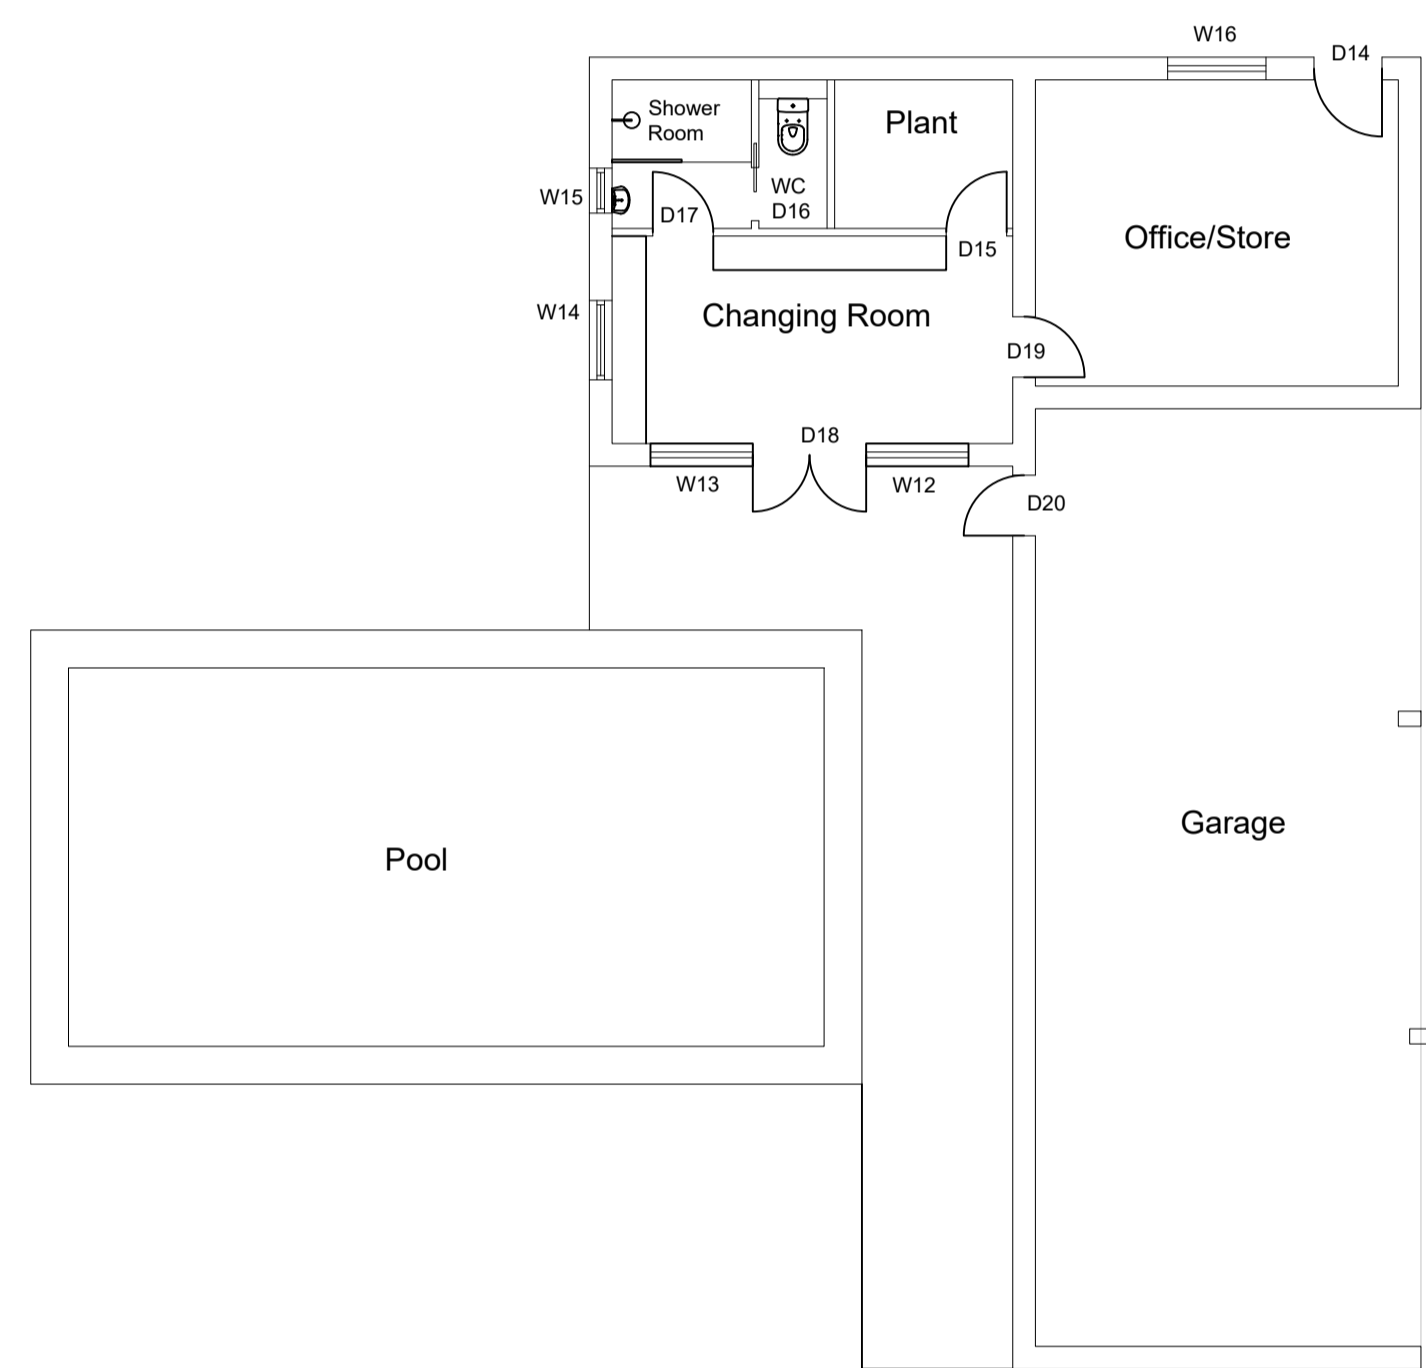 W16
D14
Shower
Room
Plant
W15
WC
D17
D16
Office/Store
D15
W14
Changing Room
D19
D18
W13
W12
D20
Garage
Pool